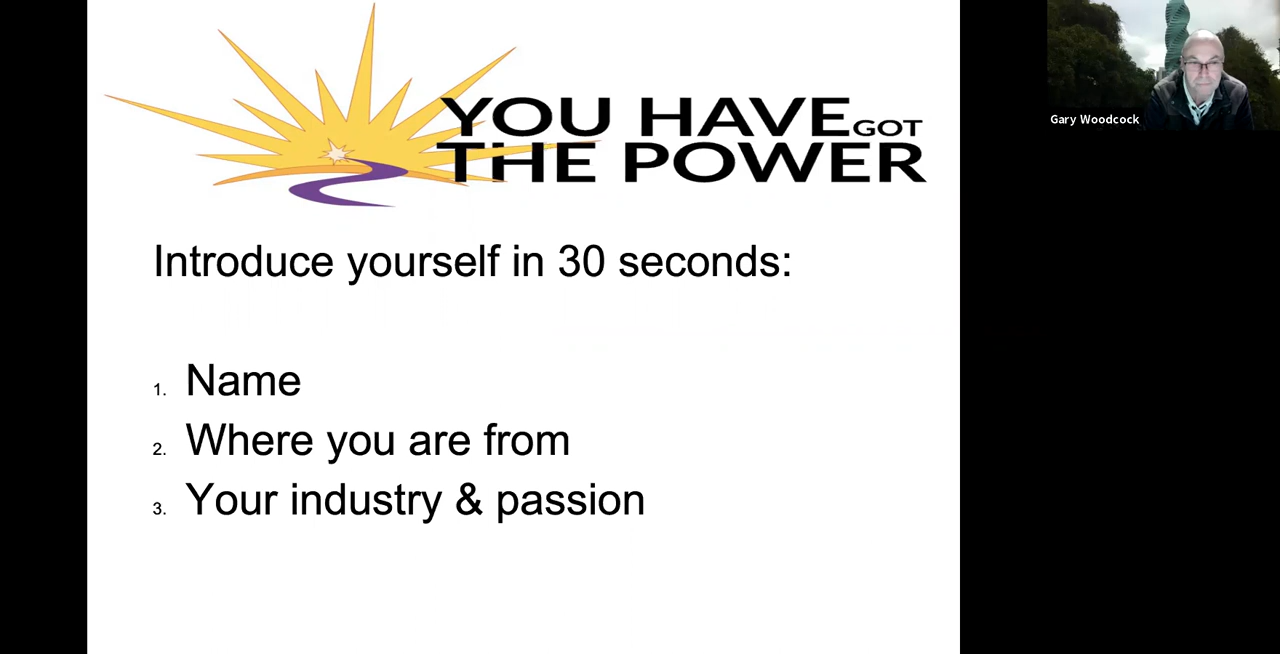 YOU HAVE GOT
THE POWER
Gary Woodcock
Introduce yourself in 30 seconds:
1. Name
2. Where you are from
3. Your industry & passion